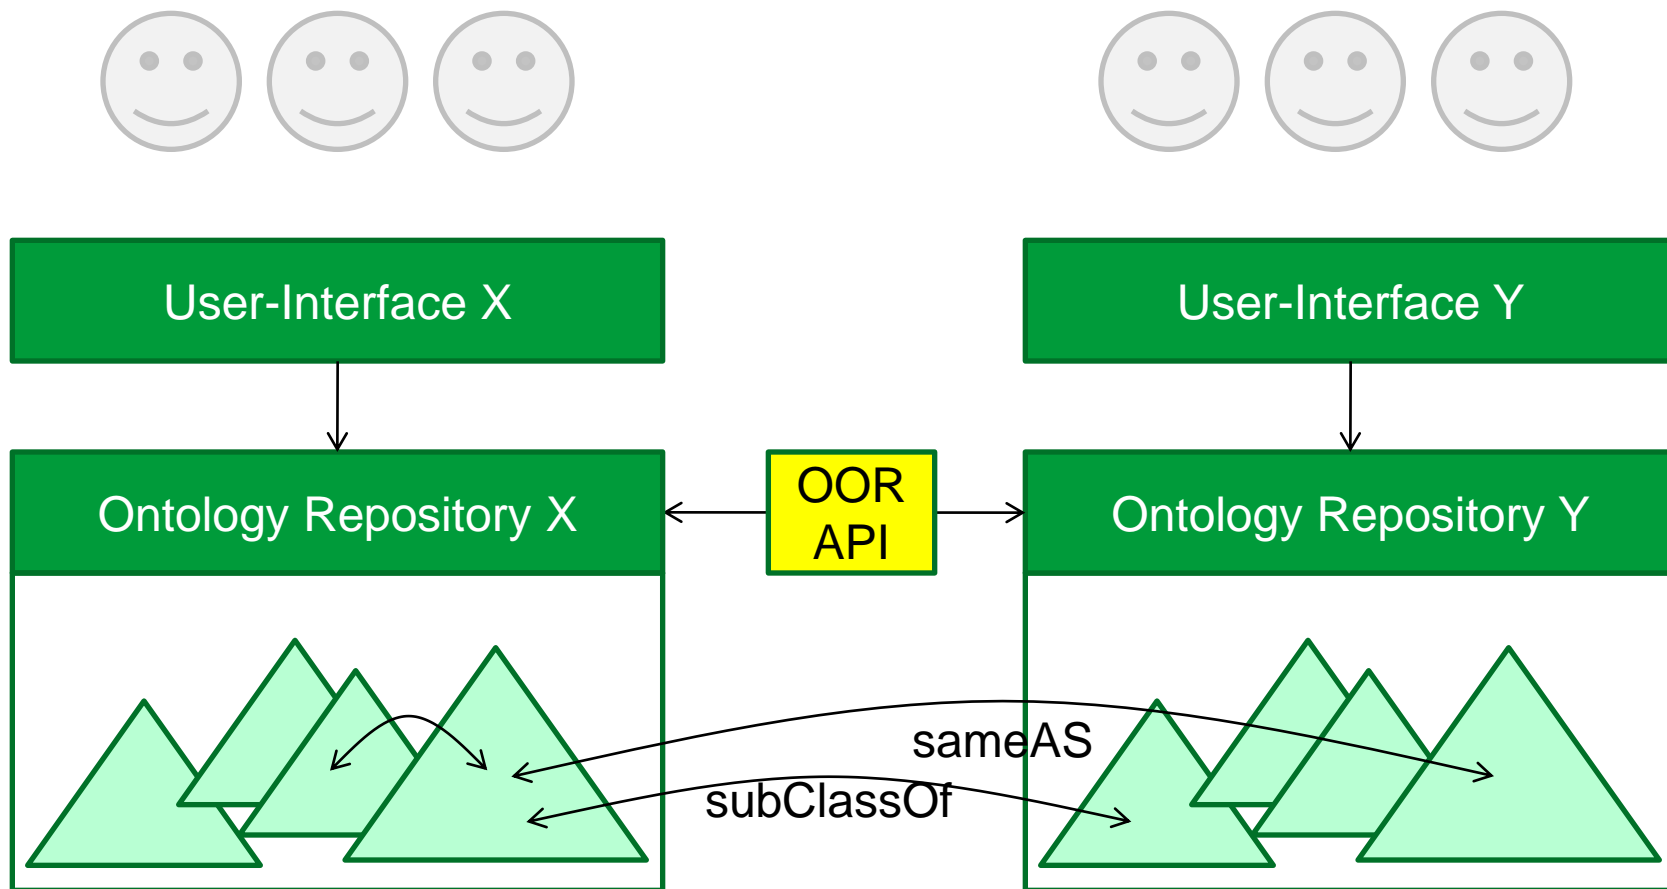 User-Interface X
User-Interface Y
Ontology Repository X
OOR
API
Ontology Repository Y
sameAS
subClassOf